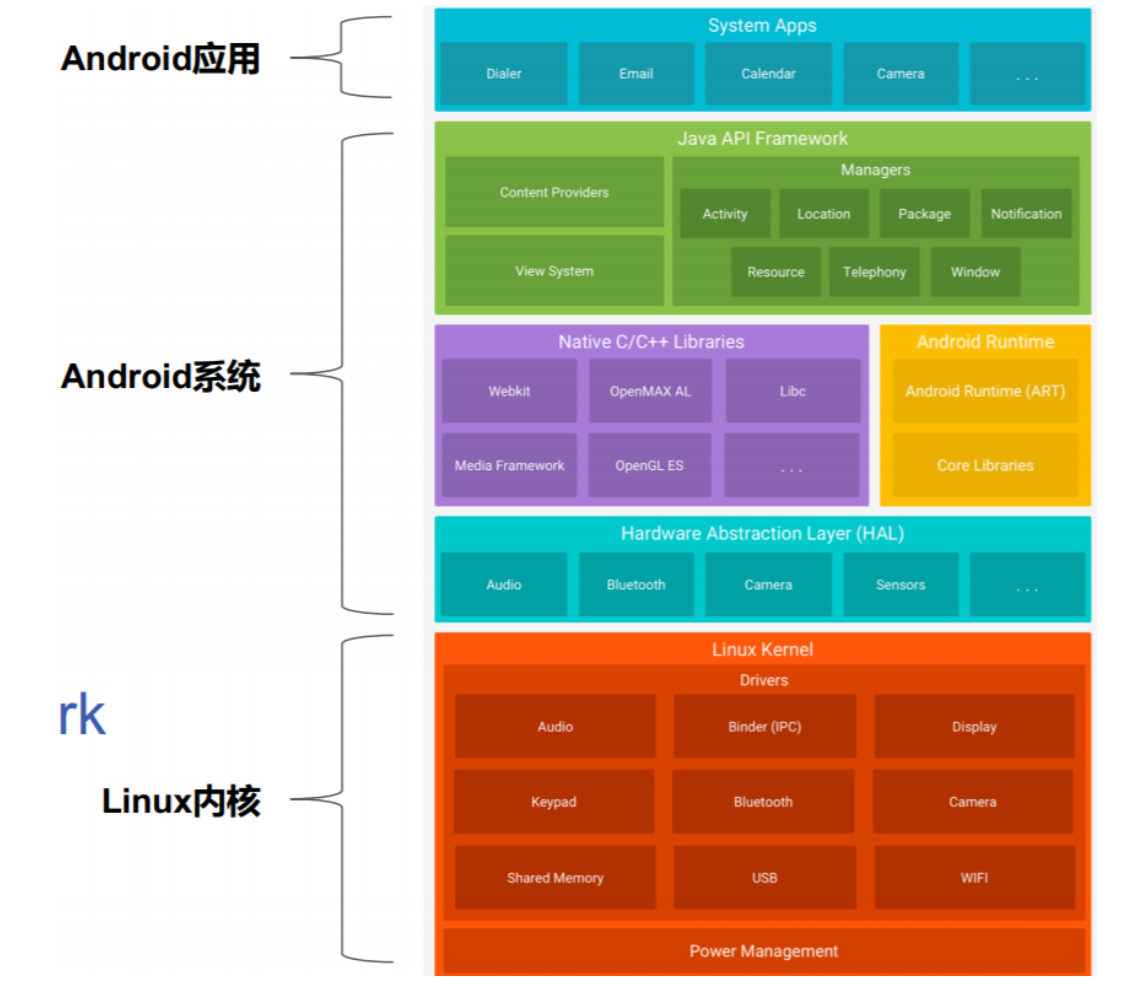 Android应用
System Apps
Dialer
Email
Calendar
Camera
. . .
Android系统
Java API Framework
Content Providers
View System
Managers
Activity
Location
Package
Notification
Resource
Telephony
Window
Native C/C++ Libraries
Webkit
OpenMAX AL
Libc
Media Framework
OpenGL ES
. . .
Android Runtime
Android Runtime (ART)
Core Libraries
Hardware Abstraction Layer (HAL)
Audio
Bluetooth
Camera
Sensors
. . .
rk
Linux内核
Linux Kernel
Drivers
Audio
Binder (IPC)
Display
Keypad
Bluetooth
Camera
Shared Memory
USB
WIFI
Power Management